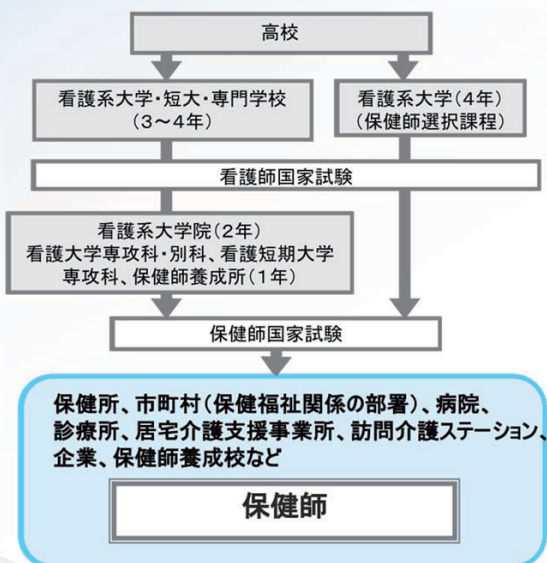 高校
看護系大学・短大・専門学校
(3~4年)
看護系大学(4年)
(保健師選択課程)
看護師国家試験
看護系大学院(2年)
看護大学専攻科・別科、看護短期大学
専攻科、保健師養成所(1年)
保健師国家試験
保健所、市町村(保健福祉関係の部署)、病院、
診療所、居宅介護支援事業所、訪問介護ステーション、
企業、保健師養成校など
保健師